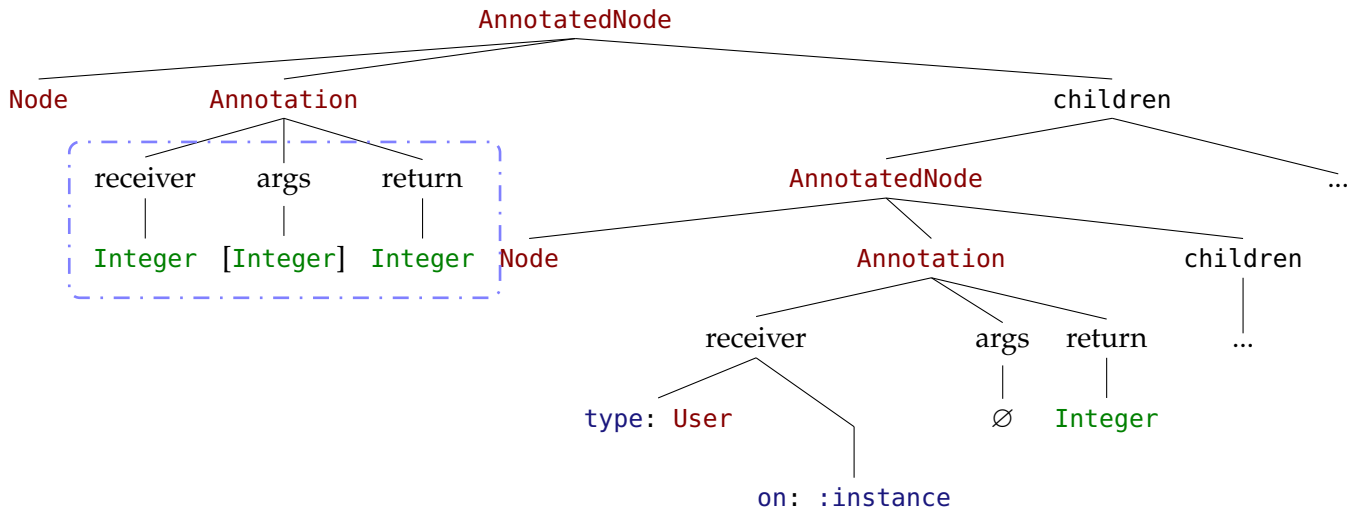 AnnotatedNode
Node Annotation children
receiver args return AnnotatedNode ...
Integer [Integer] Integer Node Annotation children
receiver args return ...
type: User ∅ Integer
on: :instance